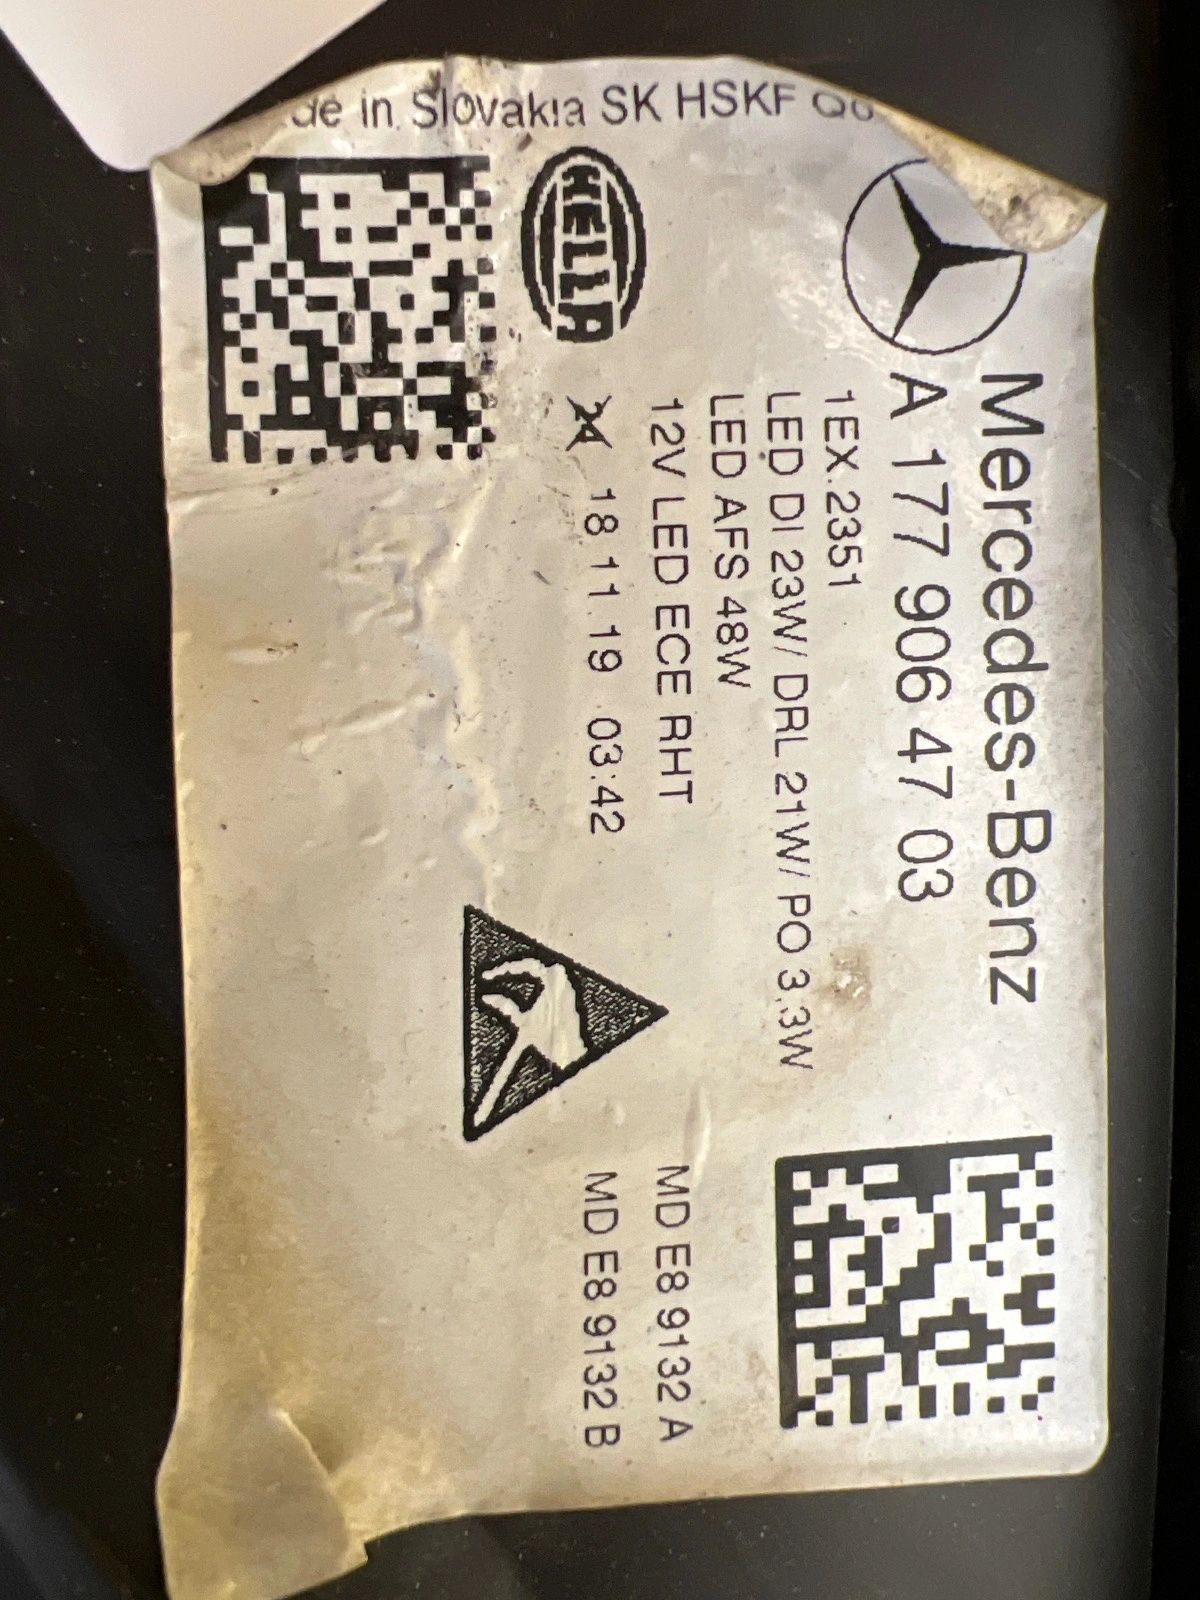 Mercedes-Benz
A 177 906 47 03
1EX.2351
LED DI 23W/ DRL 21W/ PO 3.3W
LED AFS 48W
12V LED ECE RHT
18 11.19 03:42
MD E8 9132 A
MD E8 9132 B
HELLA
in Slovakia SK HSKF